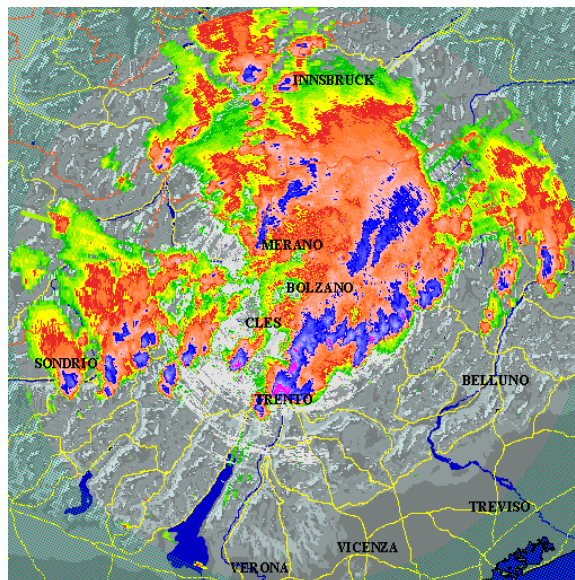 INNSBRUCK
MERANO
BOLZANO
CLES
SONDRIO
BELLUNO
TRENTO
TREVISO
VICENZA
VERONA